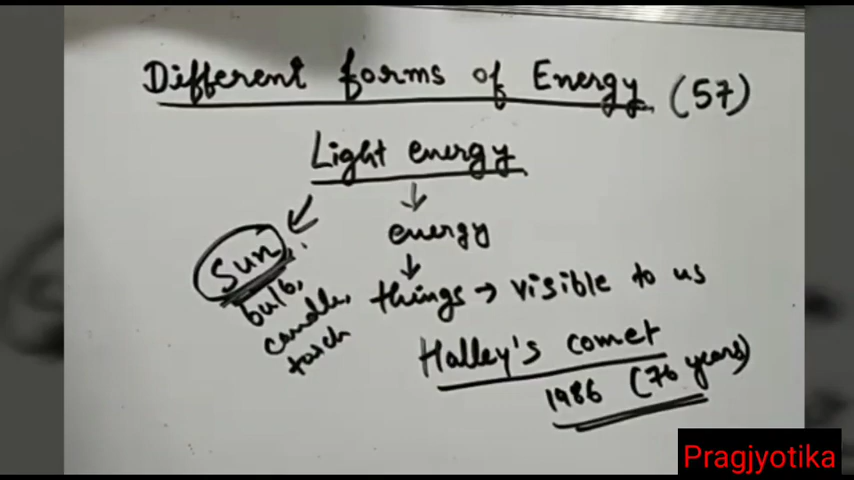 Different forms of Energy (57)
Light energy
energy
Sun
bulb,
candle,
torch
things → visible to us
Halley's comet
1986 (76 years)
Pragjyotika